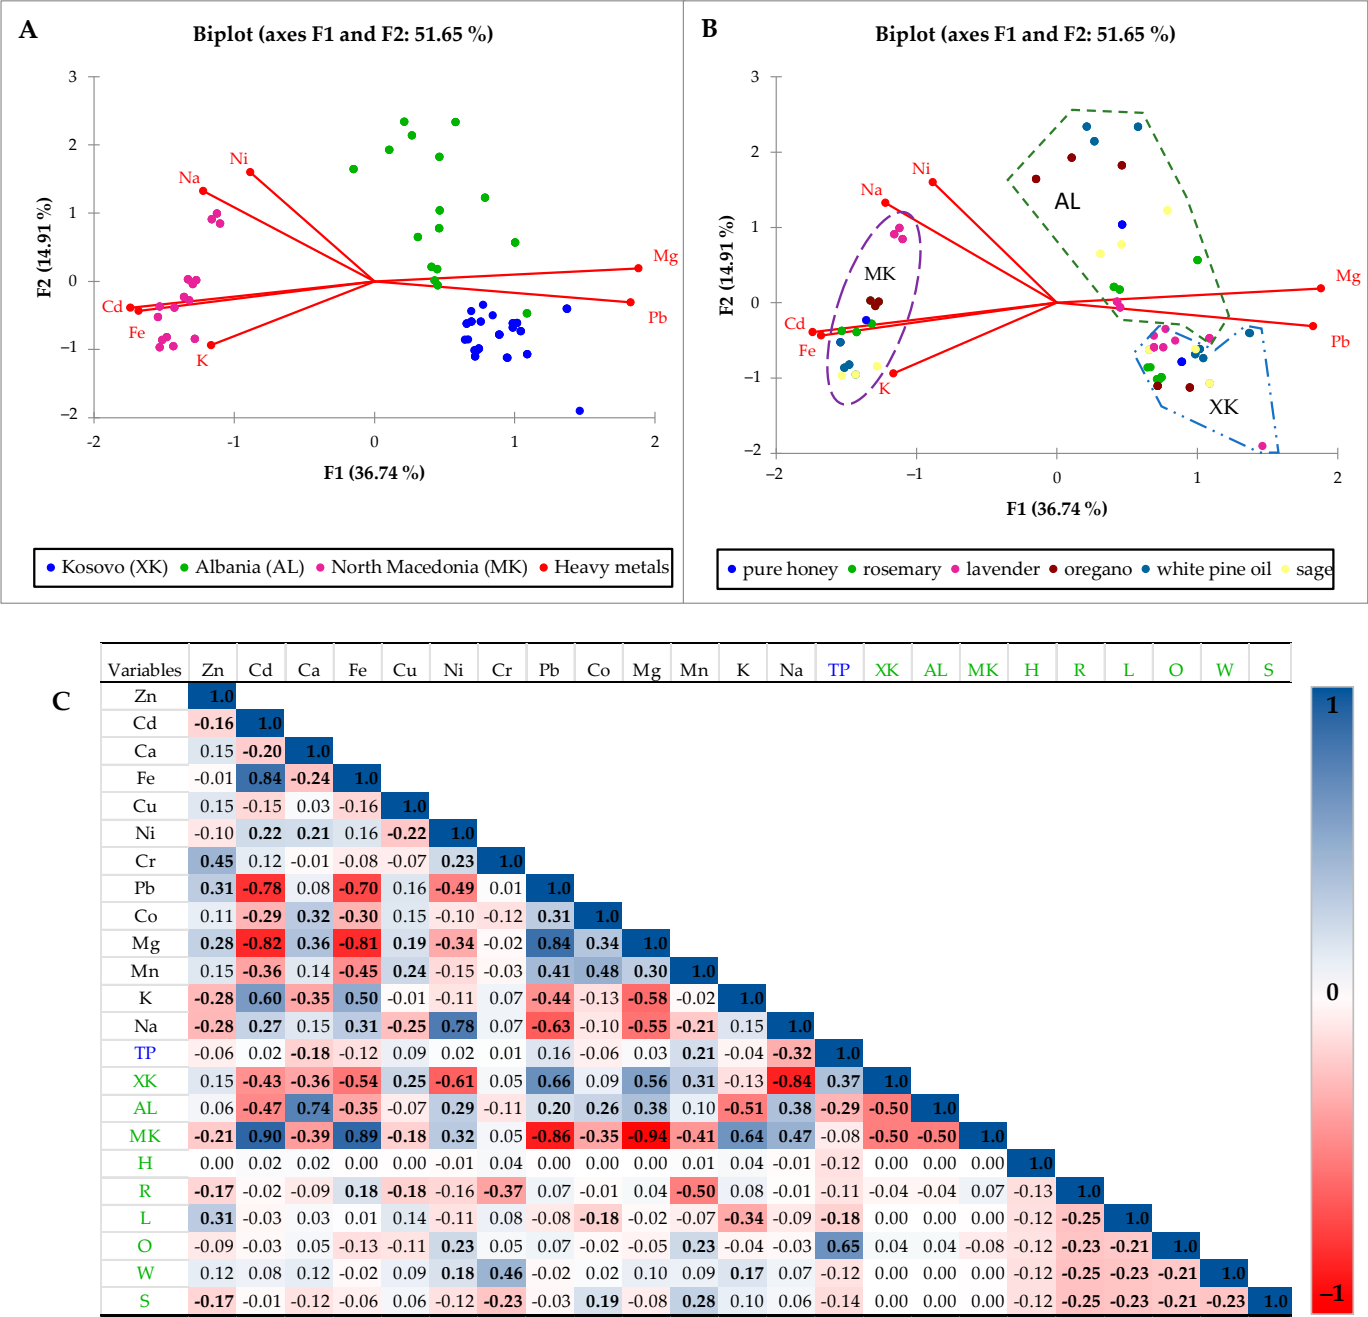 A
Biplot (axes F1 and F2: 51.65 %)
3
2
1
0
−1
−2
-2
-1
0
1
2
F2 (14.91 %)
F1 (36.74 %)
Ni
Na
Mg
Cd
Fe
Pb
K
Kosovo (XK) Albania (AL) North Macedonia (MK) Heavy metals
B
Biplot (axes F1 and F2: 51.65 %)
3
2
1
0
−1
−2
−2
−1
0
1
2
F2 (14.91 %)
F1 (36.74 %)
Ni
Na
AL
MK
Mg
Cd
Fe
Pb
K
XK
pure honey rosemary lavender oregano white pine oil sage
C
Variables Zn Cd Ca Fe Cu Ni Cr Pb Co Mg Mn K Na TP XK AL MK H R L O W S
Zn 1.0
Cd -0.16 1.0
Ca 0.15 -0.20 1.0
Fe -0.01 0.84 -0.24 1.0
Cu 0.15 -0.15 0.03 -0.16 1.0
Ni -0.10 0.22 0.21 0.16 -0.22 1.0
Cr 0.45 0.12 -0.01 -0.08 -0.07 0.23 1.0
Pb 0.31 -0.78 0.08 -0.70 0.16 -0.49 0.01 1.0
Co 0.11 -0.29 0.32 -0.30 0.15 -0.10 -0.12 0.31 1.0
Mg 0.28 -0.82 0.36 -0.81 0.19 -0.34 -0.02 0.84 0.34 1.0
Mn 0.15 -0.36 0.14 -0.45 0.24 -0.15 -0.03 0.41 0.48 0.30 1.0
K -0.28 0.60 -0.35 0.50 -0.01 -0.11 0.07 -0.44 -0.13 -0.58 -0.02 1.0
Na -0.28 0.27 0.15 0.31 -0.25 0.78 0.07 -0.63 -0.10 -0.55 -0.21 0.15 1.0
TP -0.06 0.02 -0.18 -0.12 0.09 0.02 0.01 0.16 -0.06 0.03 0.21 -0.04 -0.32 1.0
XK 0.15 -0.43 -0.36 -0.54 0.25 -0.61 0.05 0.66 0.09 0.56 0.31 -0.13 -0.84 0.37 1.0
AL 0.06 -0.47 0.74 -0.35 -0.07 0.29 -0.11 0.20 0.26 0.38 0.10 -0.51 0.38 -0.29 -0.50 1.0
MK -0.21 0.90 -0.39 0.89 -0.18 0.32 0.05 -0.86 -0.35 -0.94 -0.41 0.64 0.47 -0.08 -0.50 -0.50 1.0
H 0.00 0.02 0.02 0.00 0.00 -0.01 0.04 0.00 0.00 0.00 0.01 0.04 -0.01 -0.12 0.00 0.00 0.00 1.0
R -0.17 -0.02 -0.09 0.18 -0.18 -0.16 -0.37 0.07 -0.01 0.04 -0.50 0.08 -0.01 -0.11 -0.04 -0.04 0.07 -0.13 1.0
L 0.31 -0.03 0.03 0.01 0.14 -0.11 0.08 -0.08 -0.18 -0.02 -0.07 -0.34 -0.09 -0.18 0.00 0.00 0.00 -0.12 -0.25 1.0
O -0.09 -0.03 0.05 -0.13 -0.11 0.23 0.05 0.07 -0.02 -0.05 0.23 -0.04 -0.03 0.65 0.04 0.04 -0.08 -0.12 -0.23 -0.21 1.0
W 0.12 0.08 0.12 -0.02 0.09 0.18 0.46 -0.02 0.02 0.10 0.09 0.17 0.07 -0.12 0.00 0.00 0.00 -0.12 -0.25 -0.23 -0.21 1.0
S -0.17 -0.01 -0.12 -0.06 0.06 -0.12 -0.23 -0.03 0.19 -0.08 0.28 0.10 0.06 -0.14 0.00 0.00 0.00 -0.12 -0.25 -0.23 -0.21 -0.23 1.0
1
0
−1